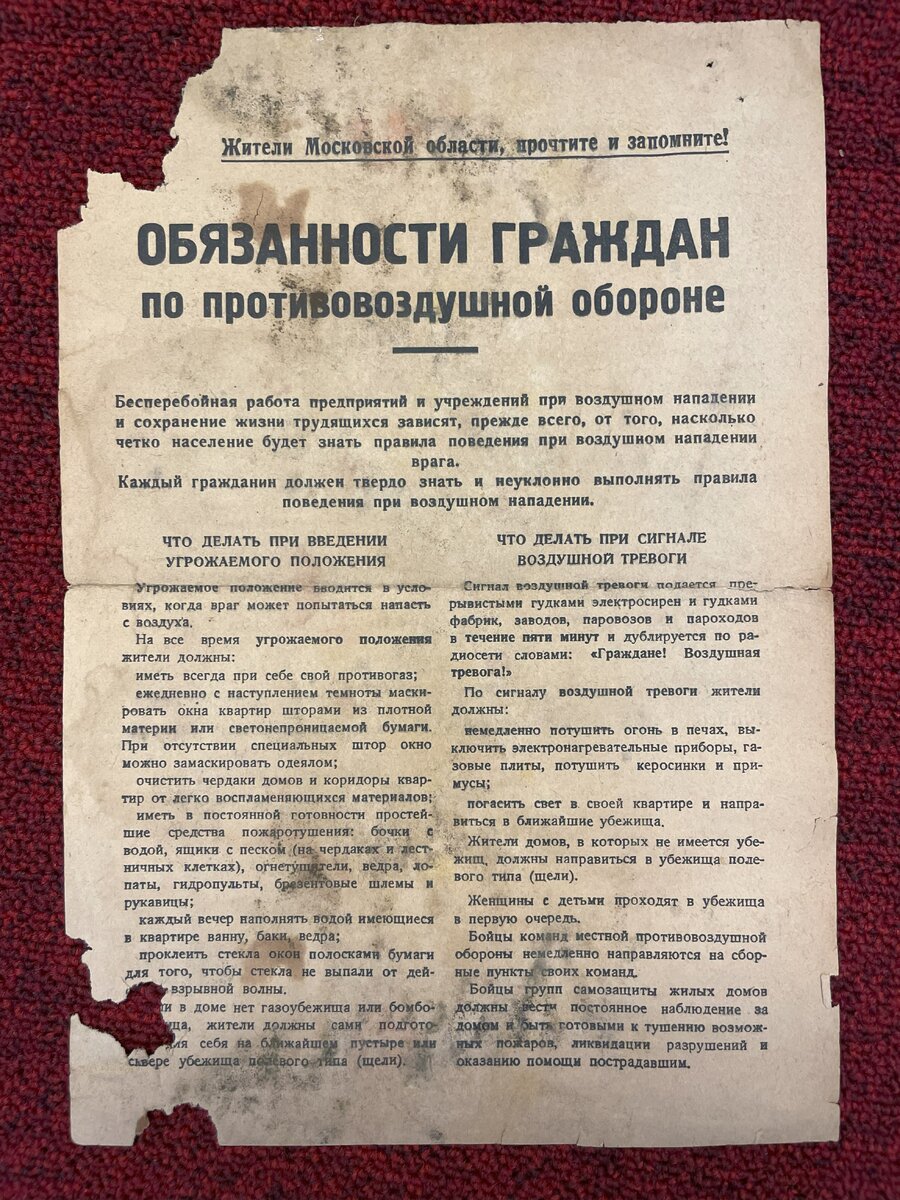 Жители Московской области, прочтите и запомните!
ОБЯЗАННОСТИ ГРАЖДАН
по противовоздушной обороне
Бесперебойная работа предприятий и учреждений при воздушном нападении
и сохранение жизни трудящихся зависят, прежде всего, от того, насколько
четко население будет знать правила поведения при воздушном нападении
врага.
Каждый гражданин должен твердо знать и неуклонно выполнять правила
поведения при воздушном нападении.
ЧТО ДЕЛАТЬ ПРИ ВВЕДЕНИИ
УГРОЖАЕМОГО ПОЛОЖЕНИЯ
Угрожаемое положение вводится в усло-
виях, когда враг может попытаться напасть
с воздуха.
На все время угрожаемого положения
жители должны:
иметь всегда при себе свой противогаз;
ежедневно с наступлением темноты маски-
ровать окна квартир шторами из плотной
материи или светонепроницаемой бумаги.
При отсутствии специальных штор окно
можно замаскировать одеялом;
очистить чердаки домов и коридоры квар-
тир от легко воспламеняющихся материалов;
иметь в постоянной готовности простей-
шие средства пожаротушения: бочки с
водой, ящики с песком (на чердаках и лест-
ничных клетках), огнетушители, ведра, ло-
паты, гидропульты, брезентовые шлемы и
рукавицы;
каждый вечер наполнять водой имеющиеся
в квартире ванну, баки, ведра;
проклеить стекла окон полосками бумаги
для того, чтобы стекла не выпали от дей-
взрывной волны.
в доме нет газоубежища или бомбо-
жители должны сами подгото-
себя на ближайшем пустыре или
сквере убежища полевого типа (щели).
ЧТО ДЕЛАТЬ ПРИ СИГНАЛЕ
ВОЗДУШНОЙ ТРЕВОГИ
Сигнал воздушной тревоги подается пре-
рывистыми гудками электросирен и гудками
фабрик, заводов, паровозов и пароходов
в течение пяти минут и дублируется по ра-
диосети словами: «Граждане! Воздушная
тревога!»
По сигналу воздушной тревоги жители
должны:
немедленно потушить огонь в печах, вы-
ключить электронагревательные приборы, га-
зовые плиты, потушить керосинки и при-
мусы;
погасить свет в своей квартире и напра-
виться в ближайшие убежища.
Жители домов, в которых не имеется убе-
жищ, должны направиться в убежища поле-
вого типа (щели).
Женщины с детьми проходят в убежища
в первую очередь.
Бойцы команд местной противовоздушной
обороны немедленно направляются на сбор-
ные пункты своих команд.
Бойцы групп самозащиты жилых домов
должны вести постоянное наблюдение за
домом и быть готовыми к тушению возмож-
ных пожаров, ликвидации разрушений и
оказанию помощи пострадавшим.